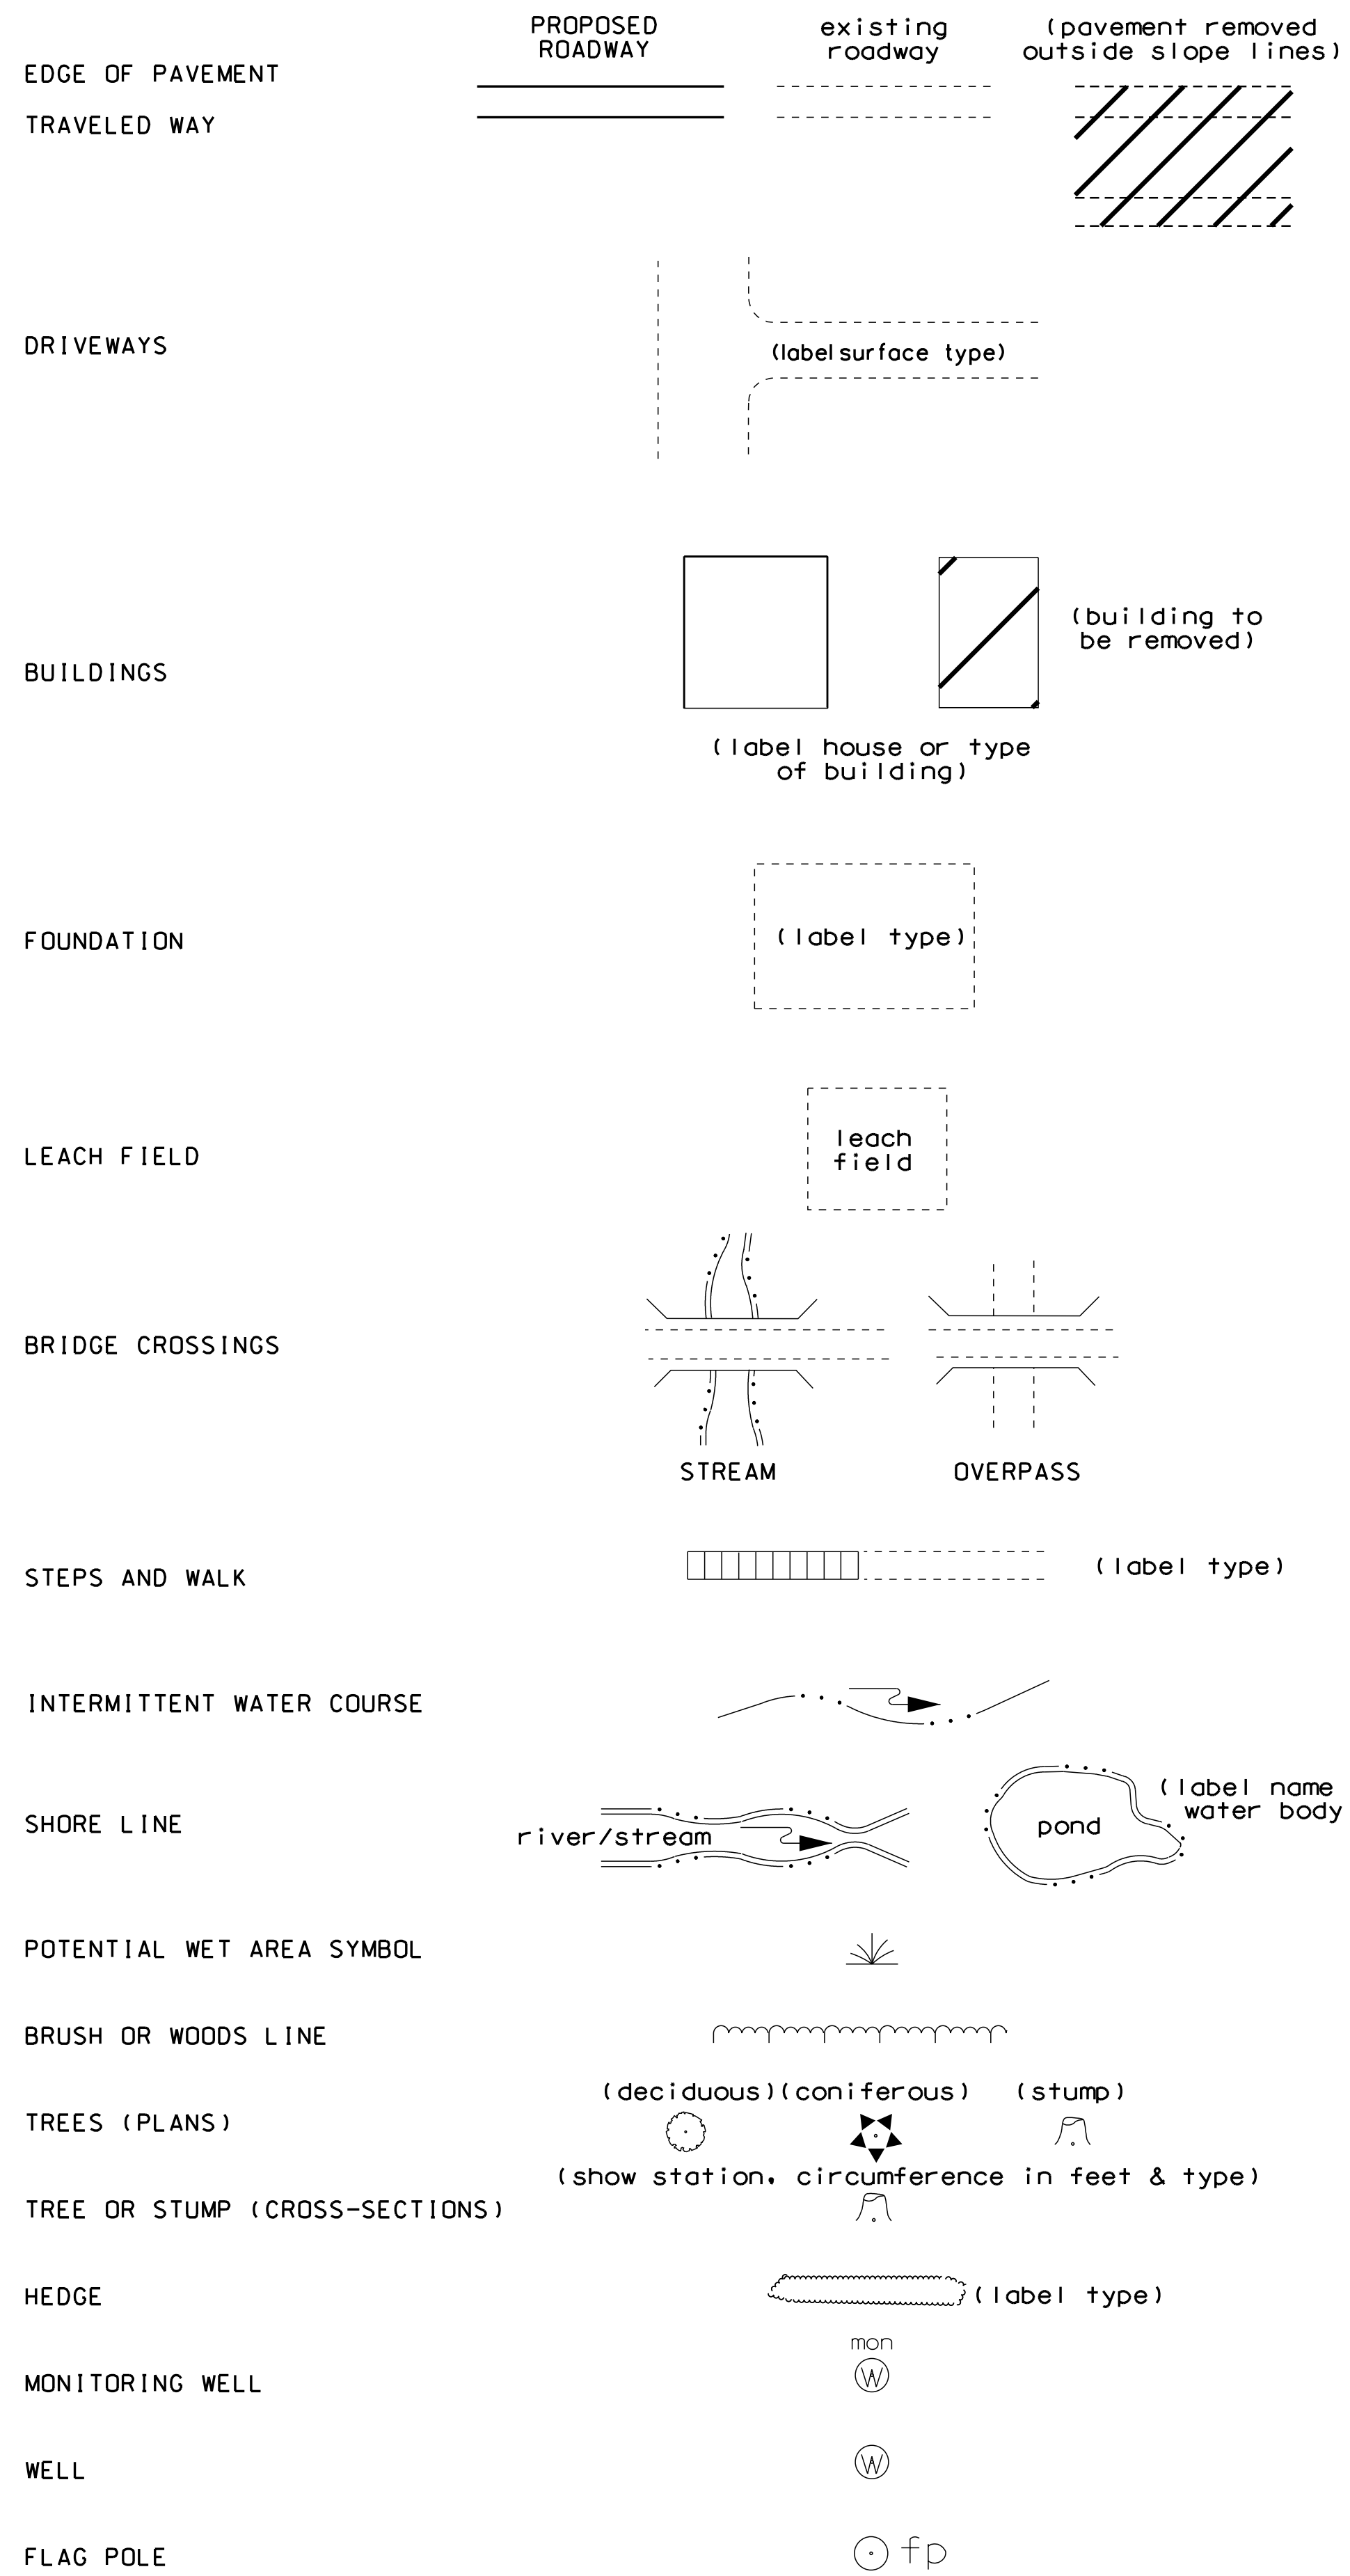 PROPOSED
ROADWAY
existing
roadway
(pavement removed
outside slope lines)
EDGE OF PAVEMENT
TRAVELED WAY
DRIVEWAYS
(label surface type)
BUILDINGS
(building to
be removed)
(label house or type
of building)
FOUNDATION
(label type)
LEACH FIELD
leach
field
BRIDGE CROSSINGS
STREAM
OVERPASS
STEPS AND WALK
(label type)
INTERMITTENT WATER COURSE
SHORE LINE
river/stream
pond
(label name
water body
POTENTIAL WET AREA SYMBOL
BRUSH OR WOODS LINE
(deciduous) (coniferous) (stump)
TREES (PLANS)
(show station, circumference in feet & type)
TREE OR STUMP (CROSS-SECTIONS)
HEDGE
(label type)
mon
MONITORING WELL
W
WELL
W
FLAG POLE
fp